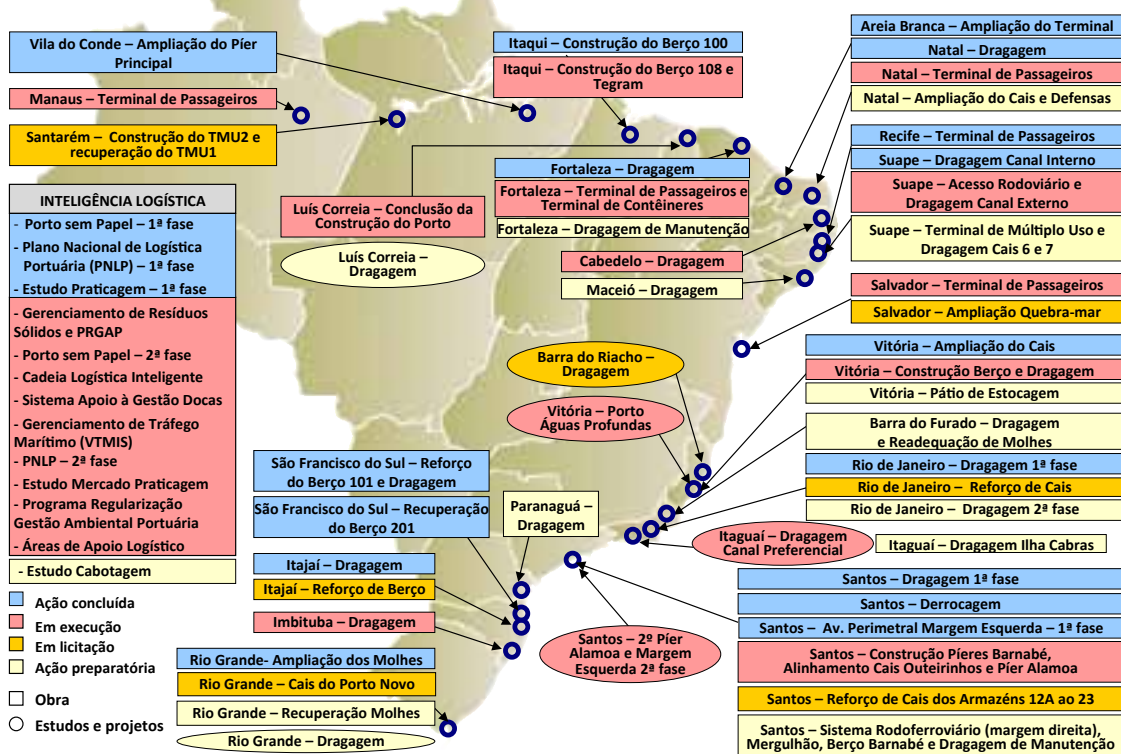 Vila do Conde – Ampliação do Píer
Principal
Manaus – Terminal de Passageiros
Santarém – Construção do TMU2 e
recuperação do TMU1
Itaqui – Construção do Berço 100
Itaqui – Construção do Berço 108 e
Tegram
Areia Branca – Ampliação do Terminal
Natal – Dragagem
Natal – Terminal de Passageiros
Natal – Ampliação do Cais e Defensas
Recife – Terminal de Passageiros
Suape – Dragagem Canal Interno
Suape – Acesso Rodoviário e
Dragagem Canal Externo
Suape – Terminal de Múltiplo Uso e
Dragagem Cais 6 e 7
Fortaleza – Dragagem
Fortaleza – Terminal de Passageiros e
Terminal de Contêineres
Fortaleza – Dragagem de Manutenção
Luís Correia – Conclusão da
Construção do Porto
Luís Correia –
Dragagem
Cabedelo – Dragagem
Maceió – Dragagem
Salvador – Terminal de Passageiros
Salvador – Ampliação Quebra-mar
INTELIGÊNCIA LOGÍSTICA
- Porto sem Papel – 1ª fase
- Plano Nacional de Logística
Portuária (PNLP) – 1ª fase
- Estudo Praticagem – 1ª fase
- Gerenciamento de Resíduos
Sólidos e PRGAP
- Porto sem Papel – 2ª fase
- Cadeia Logística Inteligente
- Sistema Apoio à Gestão Docas
- Gerenciamento de Tráfego
Marítimo (VTMIS)
- PNLP – 2ª fase
- Estudo Mercado Praticagem
- Programa Regularização
Gestão Ambiental Portuária
- Áreas de Apoio Logístico
- Estudo Cabotagem
Ação concluída
Em execução
Em licitação
Ação preparatória
Obra
Estudos e projetos
Barra do Riacho –
Dragagem
Vitória – Porto
Águas Profundas
Vitória – Ampliação do Cais
Vitória – Construção Berço e Dragagem
Vitória – Pátio de Estocagem
Barra do Furado – Dragagem
e Readequação de Molhes
Rio de Janeiro – Dragagem 1ª fase
Rio de Janeiro – Reforço de Cais
Rio de Janeiro – Dragagem 2ª fase
Itaguaí – Dragagem
Canal Preferencial
Itaguaí – Dragagem Ilha Cabras
São Francisco do Sul – Reforço
do Berço 101 e Dragagem
São Francisco do Sul – Recuperação
do Berço 201
Paranaguá –
Dragagem
Itajaí – Dragagem
Itajaí – Reforço de Berço
Imbituba – Dragagem
Santos – 2º Píer
Alamoa e Margem
Esquerda 2ª fase
Santos – Dragagem 1ª fase
Santos – Derrocagem
Santos – Av. Perimetral Margem Esquerda – 1ª fase
Santos – Construção Píeres Barnabé,
Alinhamento Cais Outeirinhos e Píer Alamoa
Santos – Reforço de Cais dos Armazéns 12A ao 23
Santos – Sistema Rodoferroviário (margem direita),
Mergulhão, Berço Barnabé e Dragagem de Manutenção
Rio Grande- Ampliação dos Molhes
Rio Grande – Cais do Porto Novo
Rio Grande – Recuperação Molhes
Rio Grande – Dragagem